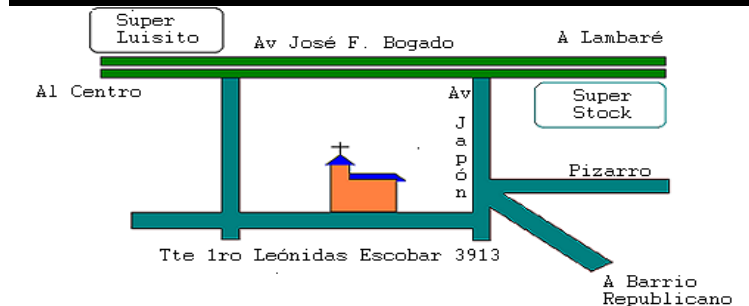 Super
Luisito
Av José F. Bogado
A Lambaré
Al Centro
Av
Japón
Super
Stock
Pizarro
Tte 1ro Leónidas Escobar 3913
A Barrio
Republicano